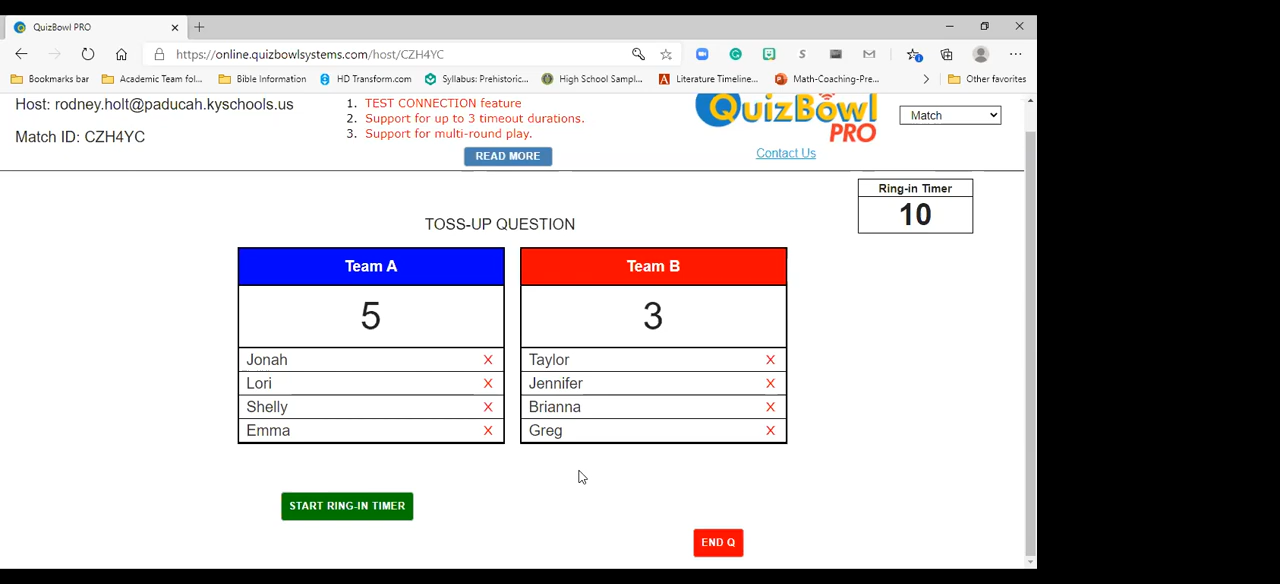 QuizBowl PRO
https://online.quizbowlsystems.com/host/CZH4YC
Bookmarks bar Academic Team fol... Bible Information HD Transform.com Syllabus: Prehistoric... High School Sampl... Literature Timeline... Math-Coaching-Pre... Other favorites
Host: rodney.holt@paducah.kyschools.us
Match ID: CZH4YC
1. TEST CONNECTION feature
2. Support for up to 3 timeout durations.
3. Support for multi-round play.
READ MORE
QuizBowl
PRO
Contact Us
Match
Ring-in Timer
10
TOSS-UP QUESTION
Team A
5
Jonah X
Lori X
Shelly X
Emma X
Team B
3
Taylor X
Jennifer X
Brianna X
Greg X
START RING-IN TIMER
END Q